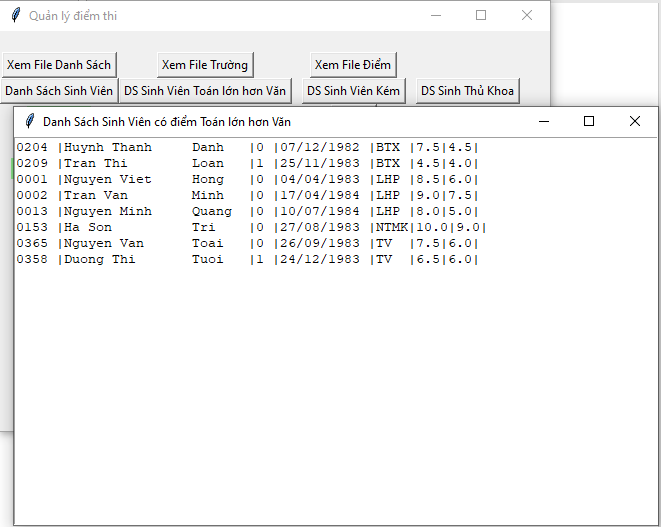 Quản lý điểm thi
Xem File Danh Sách Xem File Trường Xem File Điểm
Danh Sách Sinh Viên DS Sinh Viên Toán lớn hơn Văn DS Sinh Viên Kém DS Sinh Thủ Khoa
Danh Sách Sinh Viên có điểm Toán lớn hơn Văn
0204 |Huynh Thanh     Danh   |0 |07/12/1982 |BTX |7.5|4.5|
0209 |Tran Thi        Loan   |1 |25/11/1983 |BTX |4.5|4.0|
0001 |Nguyen Viet     Hong   |0 |04/04/1983 |LHP |8.5|6.0|
0002 |Tran Van        Minh   |0 |17/04/1984 |LHP |9.0|7.5|
0013 |Nguyen Minh     Quang  |0 |10/07/1984 |LHP |8.0|5.0|
0153 |Ha Son          Tri    |0 |27/08/1983 |NTMK|10.0|9.0|
0365 |Nguyen Van      Toai   |0 |26/09/1983 |TV  |7.5|6.0|
0358 |Duong Thi       Tuoi   |1 |24/12/1983 |TV  |6.5|6.0|